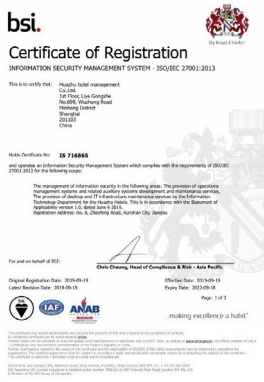 bsi.
By Royal Charter
Certificate of Registration
INFORMATION SECURITY MANAGEMENT SYSTEM - ISO/IEC 27001:2013
This is to certify that:
Huazhu hotel management
Co.,Ltd.
1st Floor, Liye Gongshe
No.699, Wuzhong Road
Minhang District
Shanghai
201103
China
Holds Certificate No:
IS 716865
and operates an Information Security Management System which complies with the requirements of ISO/IEC
27001:2013 for the following scope:
The management of information security in the following areas: The provision of operations
management systems and related auxiliary systems development and maintenance services,
The provision of desktop and IT infrastructure maintenance services by the Information
Technology Department for the Huazhu Hotels. This is in accordance with the Statement of
Applicability version 1.0, dated June 6 2019.
Registration Address: No. 8, Zhaofeng Road, Kunshan City, Jiangsu
For and on behalf of BSI:
Chris Cheung, Head of Compliance & Risk - Asia Pacific
Original Registration Date: 2019-09-19
Effective Date: 2019-09-19
Latest Revision Date: 2019-09-19
Expiry Date: 2022-09-18
Page: 1 of 2
IAF
ANAB
...making excellence a habit.